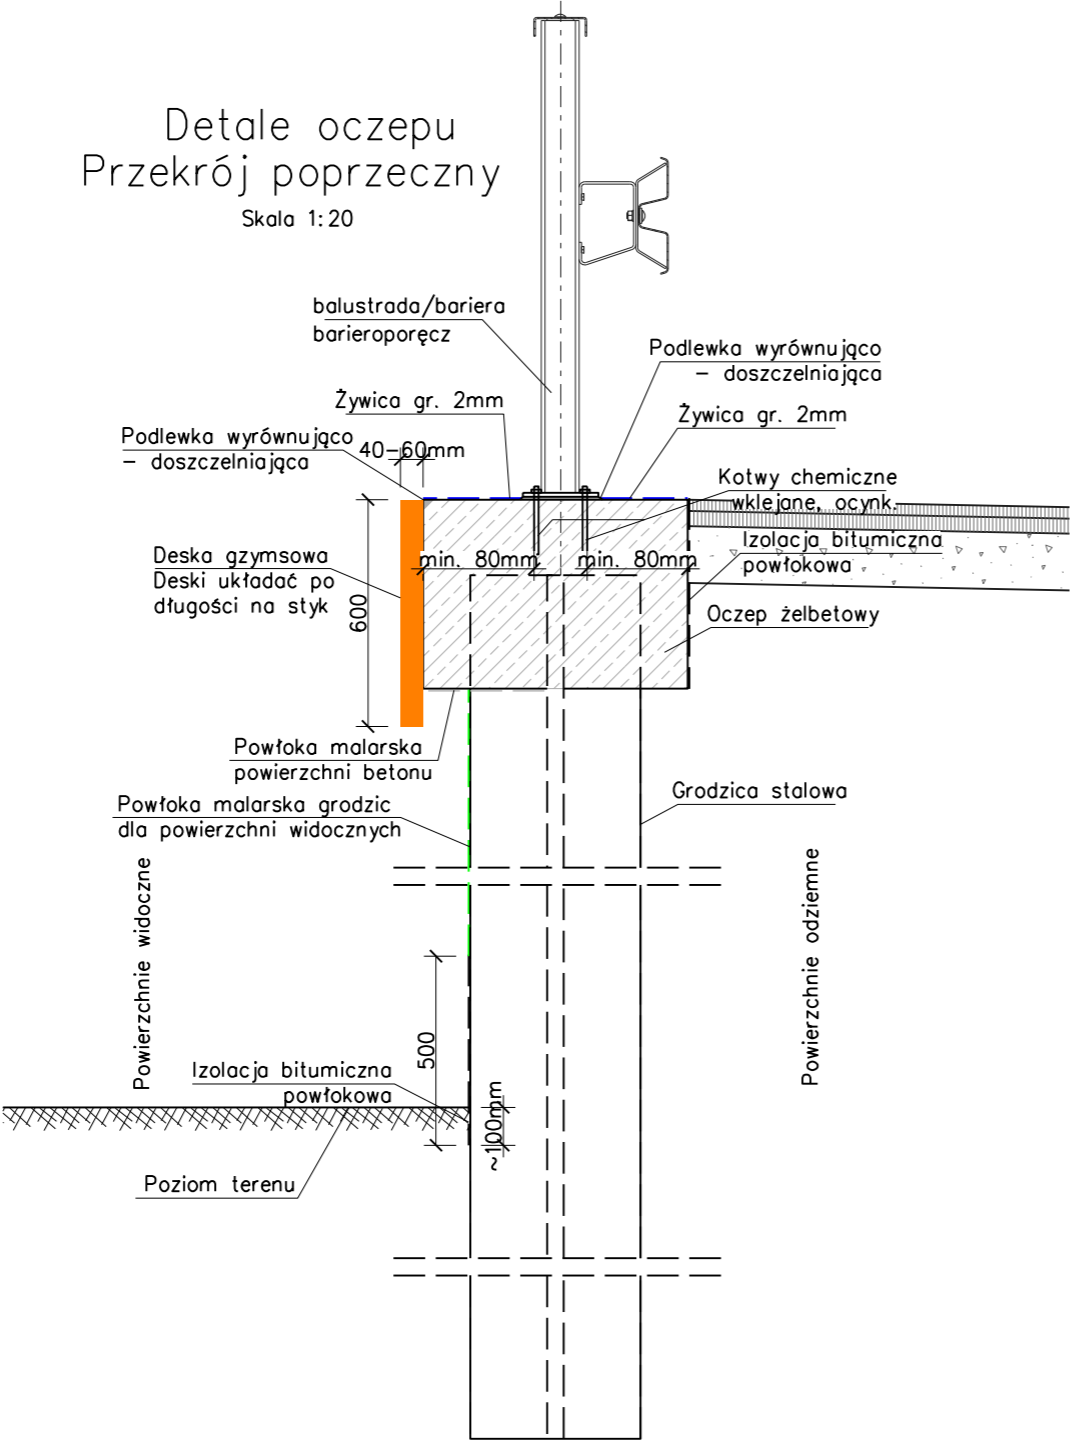 Detale oczepu
Przekrój poprzeczny
Skala 1:20
balustrada/bariera
barieroporęcz
Podlewka wyrównująco
– doszczelniająca
Żywica gr. 2mm
Żywica gr. 2mm
Podlewka wyrównująco
– doszczelniająca
40–60mm
Kotwy chemiczne
wklejane, ocynk.
Deska gzymsowa
Deski układać po
długości na styk
600
min. 80mm
min. 80mm
Izolacja bitumiczna
powłokowa
Oczep żelbetowy
Powłoka malarska
powierzchni betonu
Grodzica stalowa
Powłoka malarska grodzic
dla powierzchni widocznych
Powierzchnie widoczne
Powierzchnie odziemne
500
Izolacja bitumiczna
powłokowa
~100mm
Poziom terenu